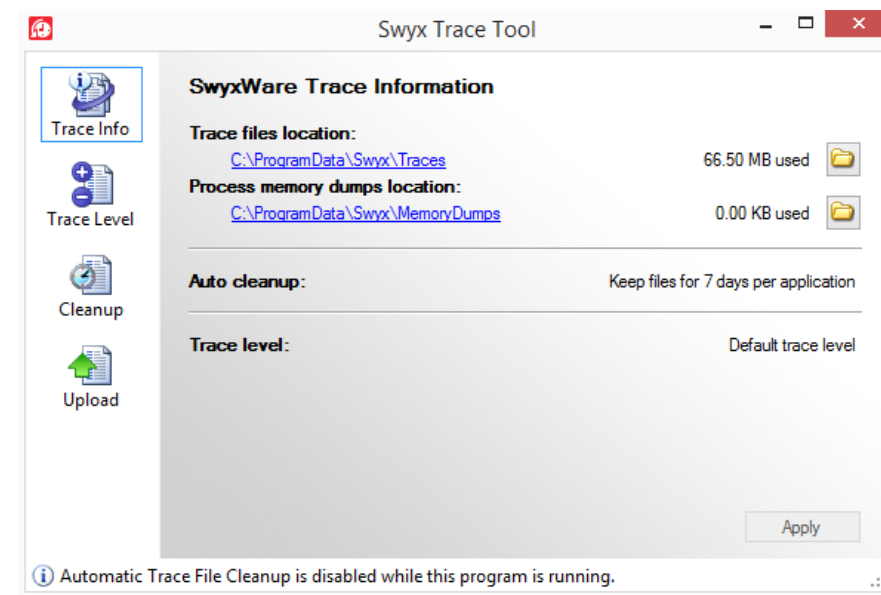 Swyx Trace Tool
Trace Info
Trace Level
Cleanup
Upload
SwyxWare Trace Information
Trace files location:
C:\ProgramData\Swyx\Traces 66.50 MB used
Process memory dumps location:
C:\ProgramData\Swyx\MemoryDumps 0.00 KB used
Auto cleanup: Keep files for 7 days per application
Trace level: Default trace level
Apply
Automatic Trace File Cleanup is disabled while this program is running.